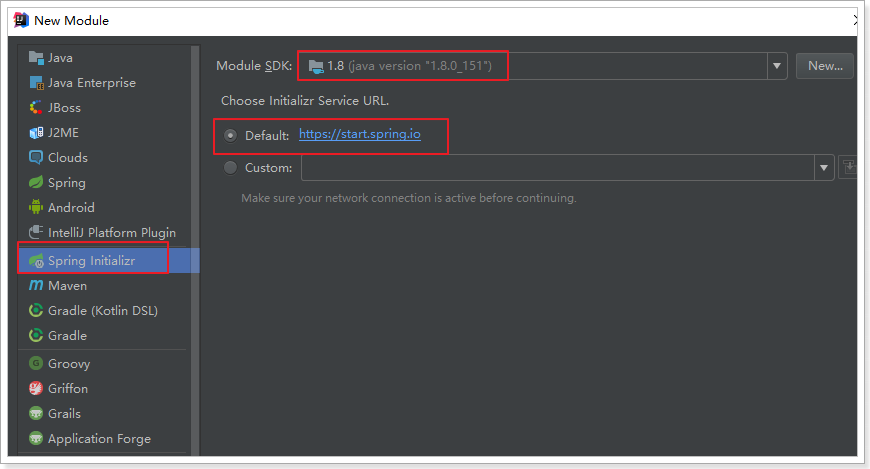 New Module
Java
Java Enterprise
JBoss
J2ME
Clouds
Spring
Android
IntelliJ Platform Plugin
Spring Initializr
Maven
Gradle (Kotlin DSL)
Gradle
Groovy
Griffon
Grails
Application Forge
Module SDK: 1.8 (java version "1.8.0_151") New...
Choose Initializr Service URL.
Default: https://start.spring.io
Custom:
Make sure your network connection is active before continuing.